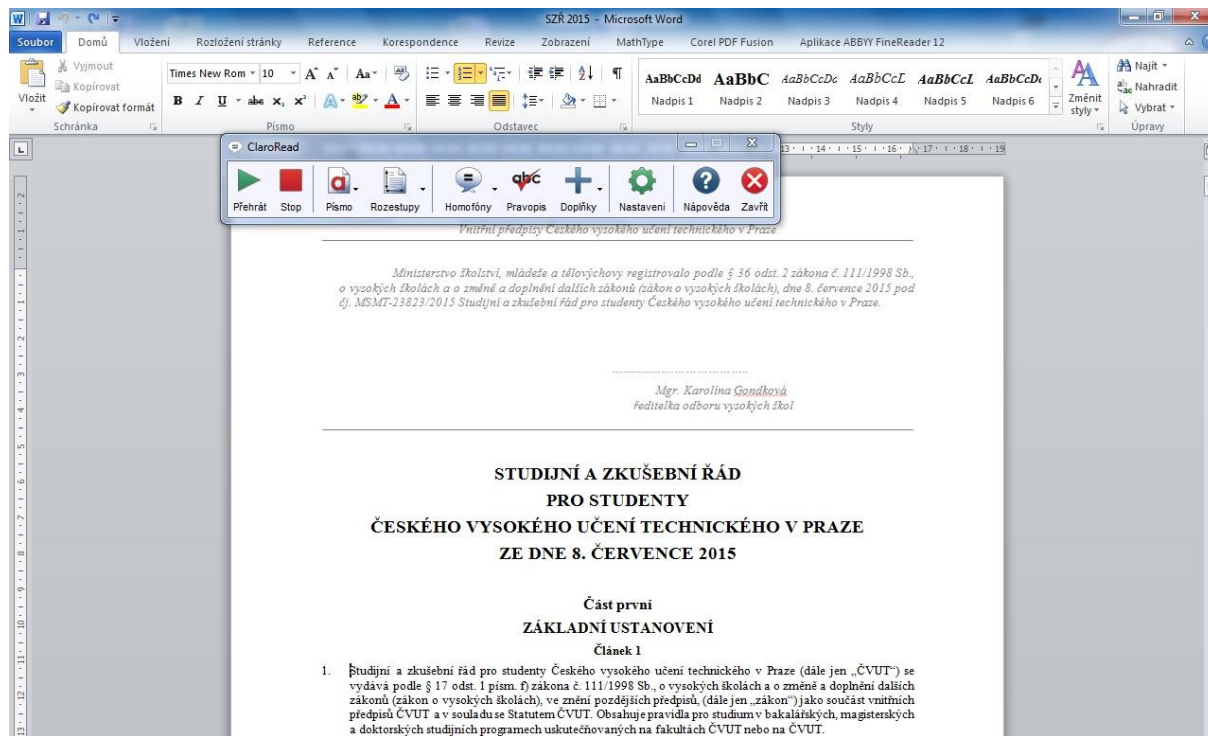 SZŘ 2015 - Microsoft Word
Soubor Domů Vložení Rozložení stránky Reference Korespondence Revize Zobrazení MathType Corel PDF Fusion Aplikace ABBYY FineReader 12
Vložit
Vyjmout
Kopírovat
Kopírovat formát
Schránka
Times New Rom 10
B I U abe x, x²
Písmo
Odstavec
AaBbCcDd AaBbC AaBbCcDc AaBbCcL AaBbCcL AaBbCcDc
Nadpis 1 Nadpis 2 Nadpis 3 Nadpis 4 Nadpis 5 Nadpis 6
Změnit styly
Styly
Najít
Nahradit
Vybrat
Úpravy
ClaroRead
Přehrát Stop Písmo Rozestupy Homofóny Pravopis Doplňky Nastavení Nápověda Zavřít
13 14 15 16 17 18 19
Vnitřní předpisy Českého vysokého učení technického v Praze
Ministerstvo školství, mládeže a tělovýchovy registrovalo podle § 36 odst. 2 zákona č. 111/1998 Sb.,
o vysokých školách a o změně a doplnění dalších zákonů (zákon o vysokých školách), dne 8. července 2015 pod
čj. MSMT-23823/2015 Studijní a zkušební řád pro studenty Českého vysokého učení technického v Praze.
Mgr. Karolína Gondková
ředitelka odboru vysokých škol
STUDIJNÍ A ZKUŠEBNÍ ŘÁD
PRO STUDENTY
ČESKÉHO VYSOKÉHO UČENÍ TECHNICKÉHO V PRAZE
ZE DNE 8. ČERVENCE 2015
Část první
ZÁKLADNÍ USTANOVENÍ
Článek 1
1. Studijní a zkušební řád pro studenty Českého vysokého učení technického v Praze (dále jen „ČVUT“) se
vydává podle § 17 odst. 1 písm. f) zákona č. 111/1998 Sb., o vysokých školách a o změně a doplnění dalších
zákonů (zákon o vysokých školách), ve znění pozdějších předpisů, (dále jen „zákon“) jako součást vnitřních
předpisů ČVUT a v souladu se Statutem ČVUT. Obsahuje pravidla pro studium v bakalářských, magisterských
a doktorských studijních programech uskutečňovaných na fakultách ČVUT nebo na ČVUT.